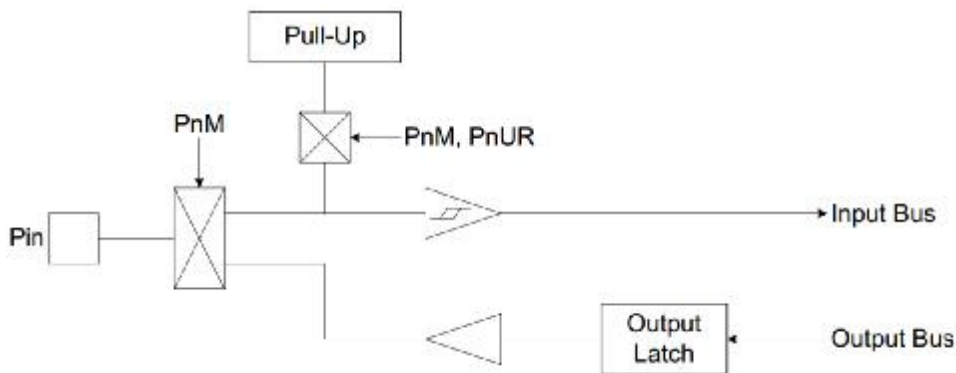 Pull-Up
PnM
PnM, PnUR
Pin
Input Bus
Output
Latch
Output Bus